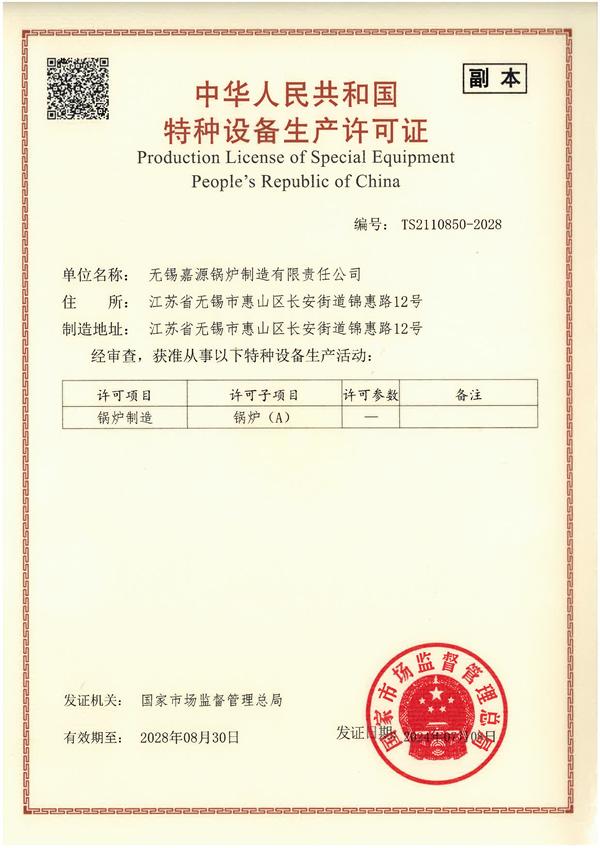 副本
中华人民共和国
特种设备生产许可证
Production License of Special Equipment
People's Republic of China
编号： TS2110850-2028
单位名称： 无锡嘉源锅炉制造有限责任公司
住 所： 江苏省无锡市惠山区长安街道锦惠路12号
制造地址： 江苏省无锡市惠山区长安街道锦惠路12号
经审查，获准从事以下特种设备生产活动：
许可项目 许可子项目 许可参数 备注
锅炉制造 锅炉（A） —
国家市场监督管理总局
发证机关： 国家市场监督管理总局
有效期至： 2028年08月30日
发证日期： 2024年07月